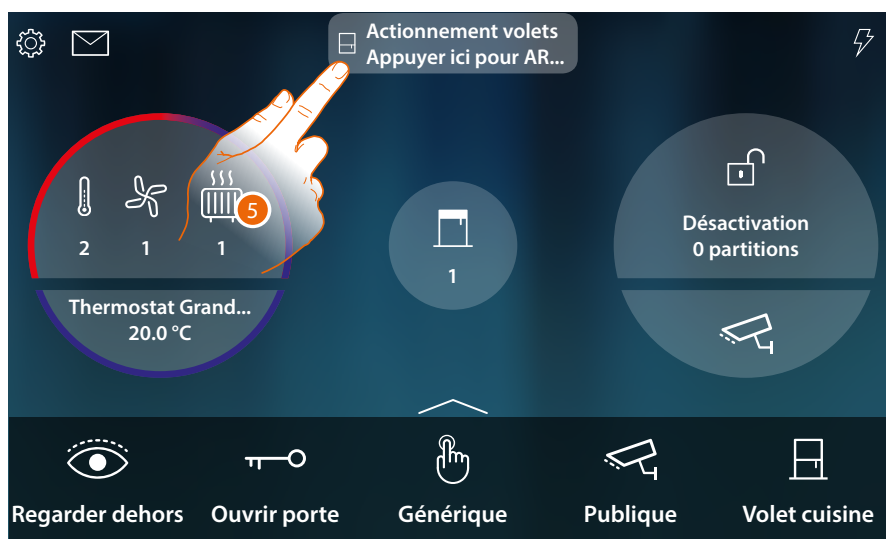 Actionnement volets
Appuyer ici pour AR...
5
2 1 1
Thermostat Grand...
20.0 °C
1
Désactivation
0 partitions
Regarder dehors Ouvrir porte Générique Publique Volet cuisine